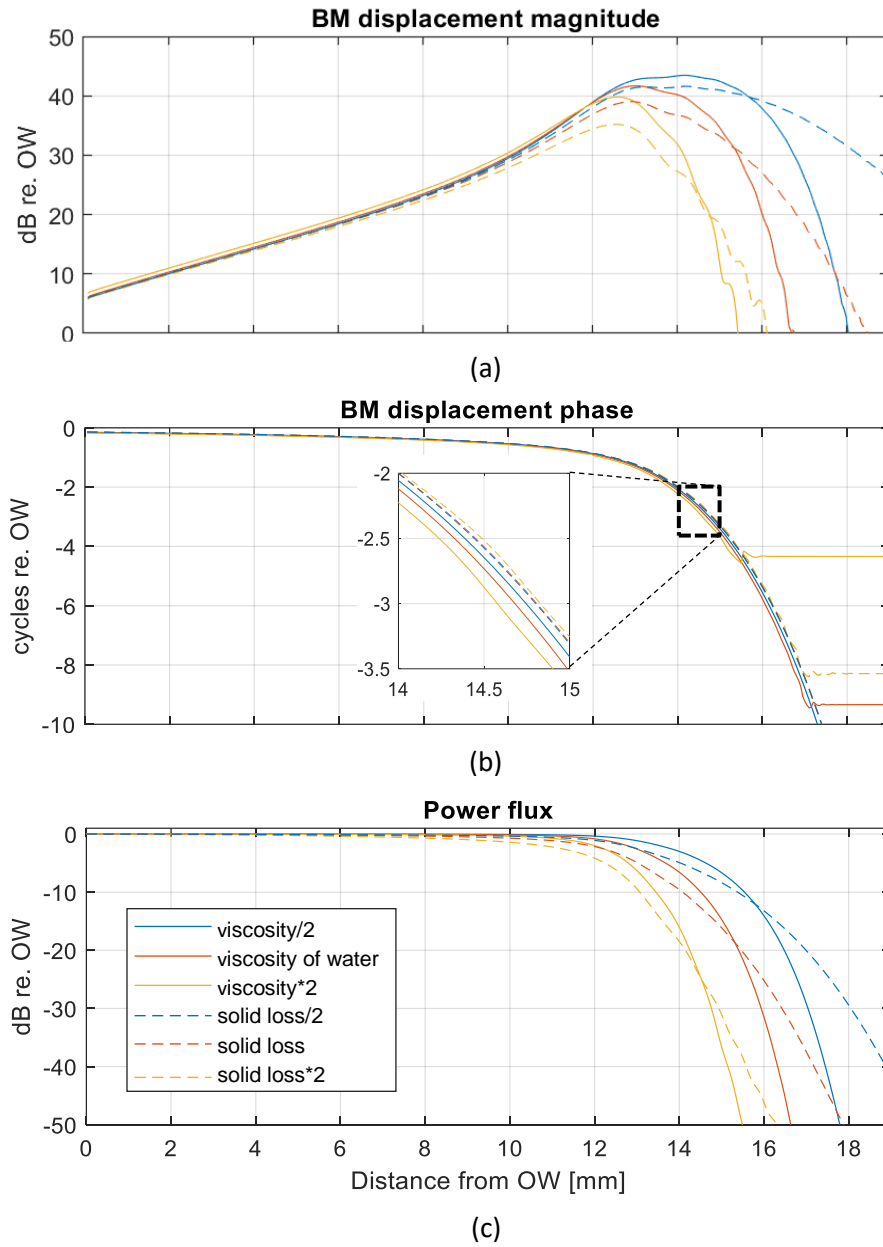 BM displacement magnitude
50
40
30
20
10
0
dB re. OW
(a)
BM displacement phase
0
-2
-4
-6
-8
-10
cycles re. OW
-2
-2.5
-3
-3.5
14
14.5
15
(b)
Power flux
0
-10
-20
-30
-40
-50
dB re. OW
viscosity/2
viscosity of water
viscosity*2
solid loss/2
solid loss
solid loss*2
0 2 4 6 8 10 12 14 16 18
Distance from OW [mm]
(c)